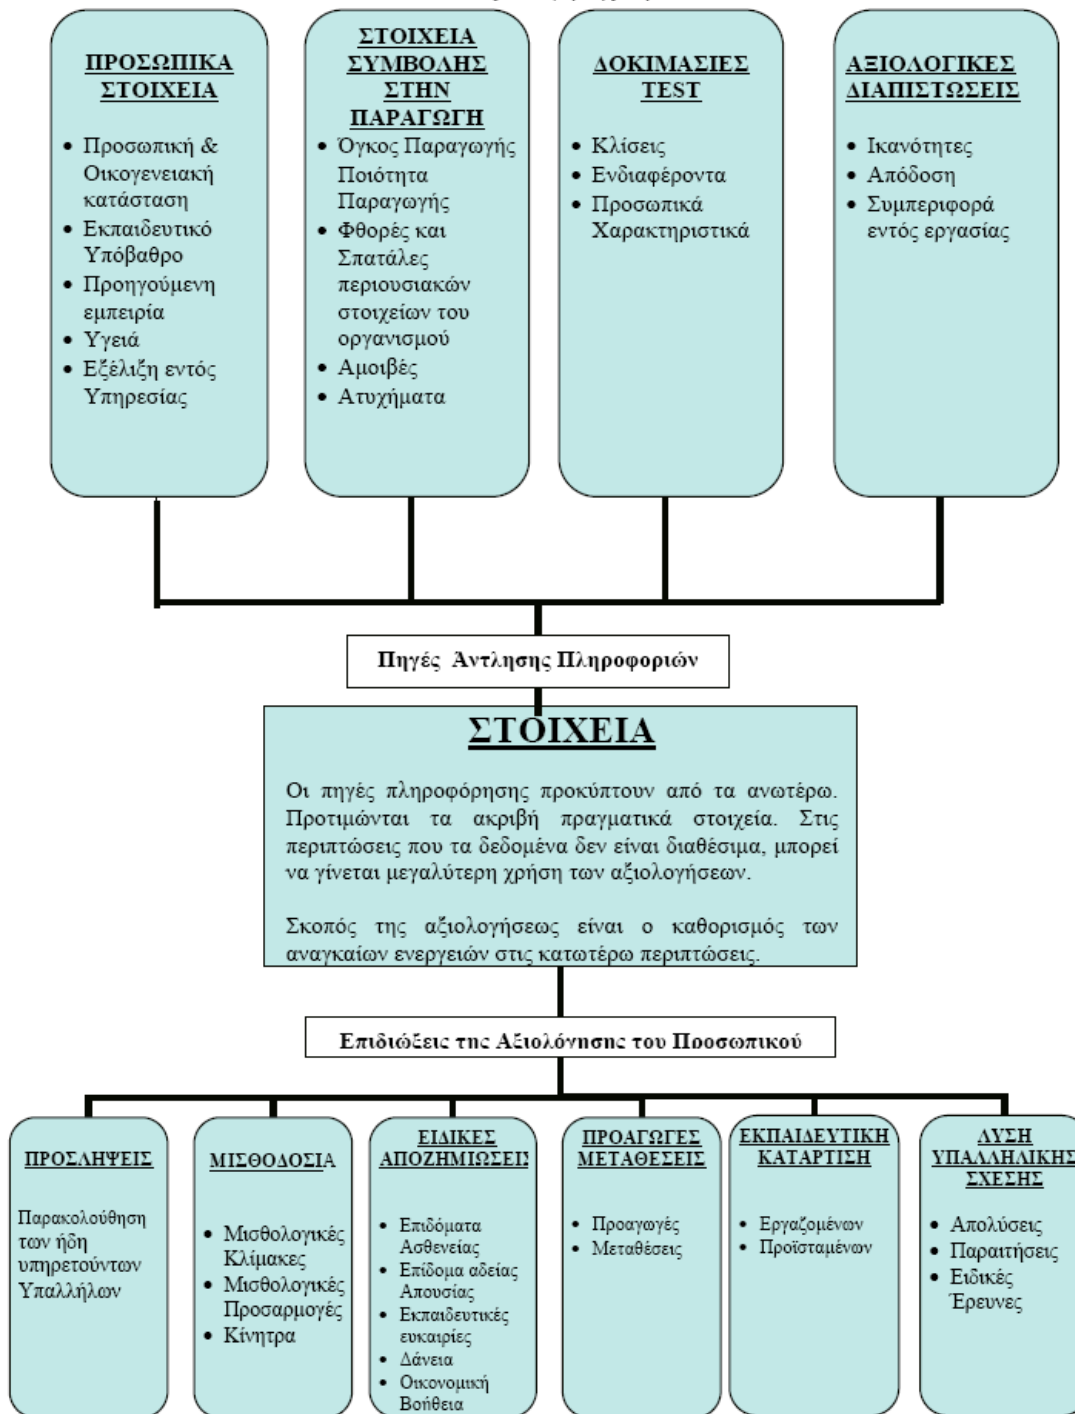 ΠΡΟΣΩΠΙΚΑ
ΣΤΟΙΧΕΙΑ
• Προσωπική &
Οικογενειακή
κατάσταση
• Εκπαιδευτικό
Υπόβαθρο
• Προηγούμενη
εμπειρία
• Υγειά
• Εξέλιξη εντός
Υπηρεσίας
ΣΤΟΙΧΕΙΑ
ΣΥΜΒΟΛΗΣ
ΣΤΗΝ
ΠΑΡΑΓΩΓΗ
• Όγκος Παραγωγής
Ποιότητα
Παραγωγής
• Φθορές και
Σπατάλες
περιουσιακών
στοιχείων του
οργανισμού
• Αμοιβές
• Ατυχήματα
ΔΟΚΙΜΑΣΙΕΣ
TEST
• Κλίσεις
• Ενδιαφέροντα
• Προσωπικά
Χαρακτηριστικά
ΑΞΙΟΛΟΓΙΚΕΣ
ΔΙΑΠΙΣΤΩΣΕΙΣ
• Ικανότητες
• Απόδοση
• Συμπεριφορά
εντός εργασίας
Πηγές Άντλησης Πληροφοριών
ΣΤΟΙΧΕΙΑ
Οι πηγές πληροφόρησης προκύπτουν από τα ανωτέρω.
Προτιμώνται τα ακριβή πραγματικά στοιχεία. Στις
περιπτώσεις που τα δεδομένα δεν είναι διαθέσιμα, μπορεί
να γίνεται μεγαλύτερη χρήση των αξιολογήσεων.
Σκοπός της αξιολογήσεως είναι ο καθορισμός των
αναγκαίων ενεργειών στις κατωτέρω περιπτώσεις.
Επιδιώξεις της Αξιολόγησης του Προσωπικού
ΠΡΟΣΛΗΨΕΙΣ
Παρακολούθηση
των ήδη
υπηρετούντων
Υπαλλήλων
ΜΙΣΘΟΔΟΣΙΑ
• Μισθολογικές
Κλίμακες
• Μισθολογικές
Προσαρμογές
• Κίνητρα
ΕΙΔΙΚΕΣ
ΑΠΟΖΗΜΙΩΣΕΙΣ
• Επιδόματα
Ασθενείας
• Επίδομα αδείας
Απουσίας
• Εκπαιδευτικές
ευκαιρίες
• Δάνεια
• Οικονομική
Βοήθεια
ΠΡΟΑΓΩΓΕΣ
ΜΕΤΑΘΕΣΕΙΣ
• Προαγωγές
• Μεταθέσεις
ΕΚΠΑΙΔΕΥΤΙΚΗ
ΚΑΤΑΡΤΙΣΗ
• Εργαζομένων
• Προϊσταμένων
ΛΥΣΗ
ΥΠΑΛΛΗΛΙΚΗΣ
ΣΧΕΣΗΣ
• Απολύσεις
• Παραιτήσεις
• Ειδικές
Έρευνες